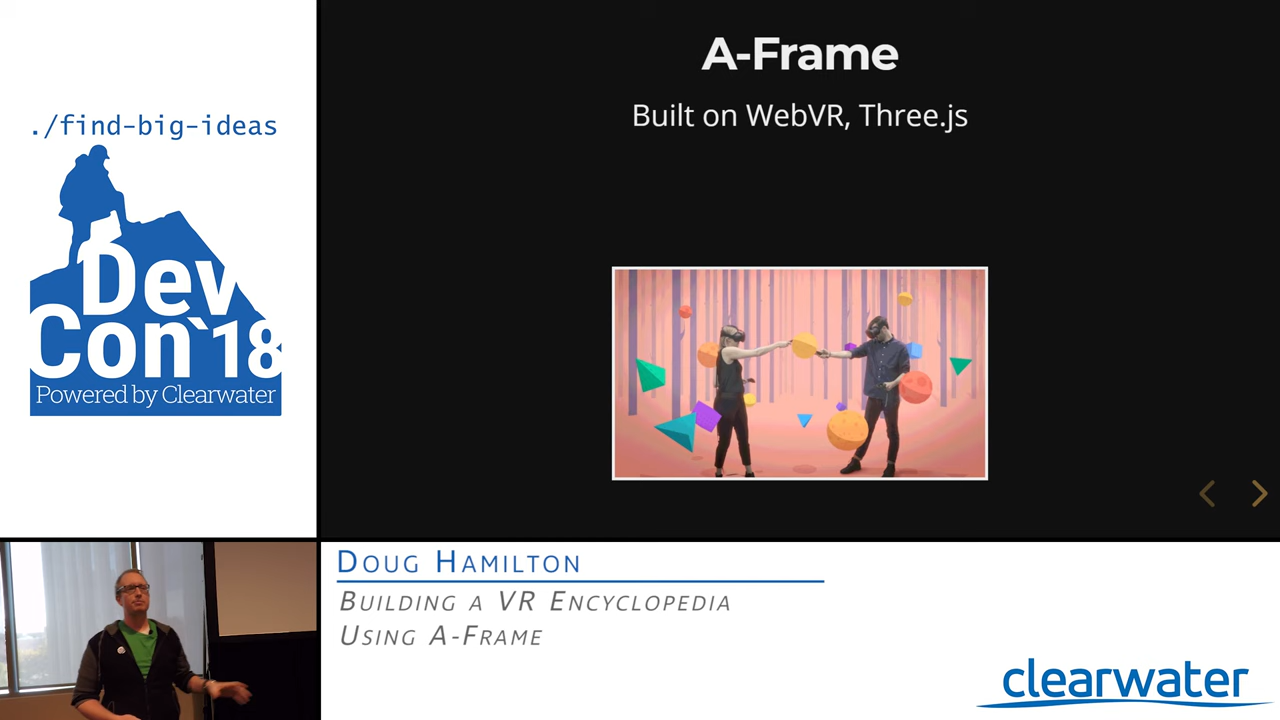 ./find-big-ideas
Dev
Con`18
Powered by Clearwater
A-Frame
Built on WebVR, Three.js
Doug Hamilton
Building a VR Encyclopedia
Using A-Frame
clearwater